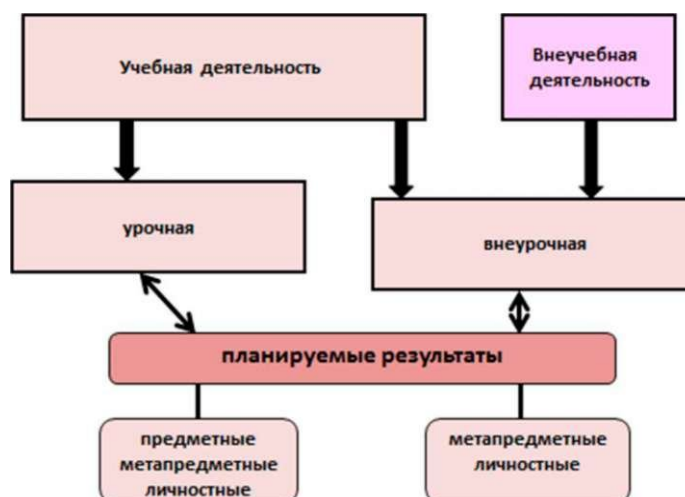 Учебная деятельность
Внеучебная
деятельность
урочная
внеурочная
планируемые результаты
предметные
метапредметные
личностные
метапредметные
личностные